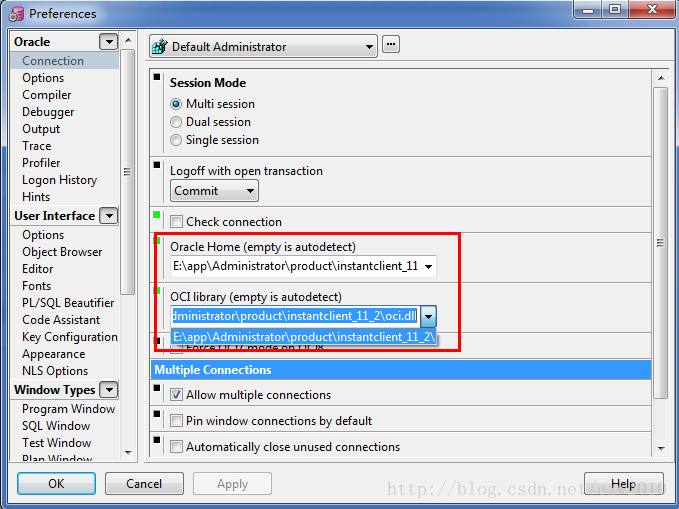 Preferences
Oracle
Connection
Options
Compiler
Debugger
Output
Trace
Profiler
Logon History
Hints
User Interface
Options
Object Browser
Editor
Fonts
PL/SQL Beautifier
Code Assistant
Key Configuration
Appearance
NLS Options
Window Types
Program Window
SQL Window
Test Window
Plan Window
Default Administrator
...
Session Mode
Multi session
Dual session
Single session
Logoff with open transaction
Commit
Check connection
Oracle Home (empty is autodetect)
E:\app\Administrator\product\instantclient_11
OCI library (empty is autodetect)
dministrator\product\instantclient_11_2\oci.dll
E:\app\Administrator\product\instantclient_11_2\
Force OCI7 mode on OCI8
Multiple Connections
Allow multiple connections
Pin window connections by default
Automatically close unused connections
OK
Cancel
Apply
Help